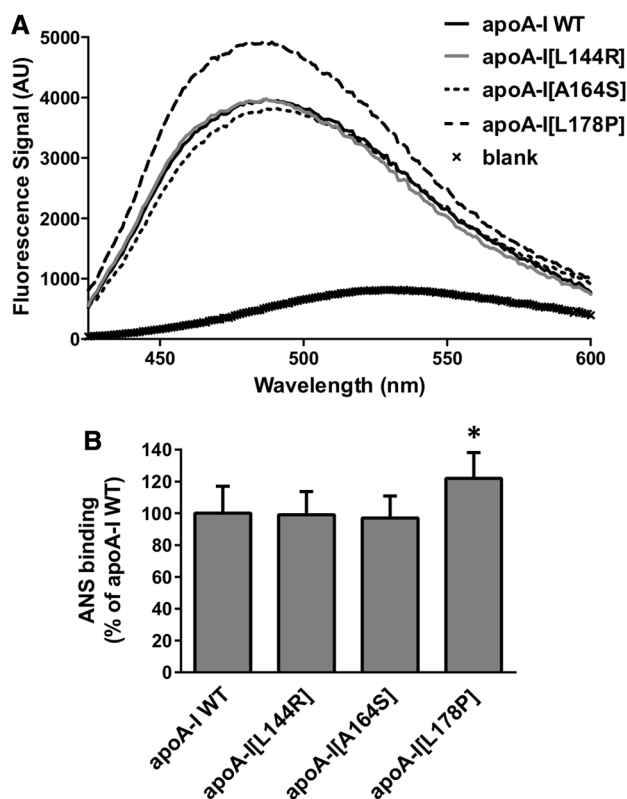 A
apoA-I WT
apoA-I[L144R]
apoA-I[A164S]
apoA-I[L178P]
blank
Fluorescence Signal (AU)
5000
4000
3000
2000
1000
0
450
500
550
600
Wavelength (nm)
B
ANS binding
(% of apoA-I WT)
140
120
100
80
60
40
20
0
*
apoA-I WT
apoA-I[L144R]
apoA-I[A164S]
apoA-I[L178P]